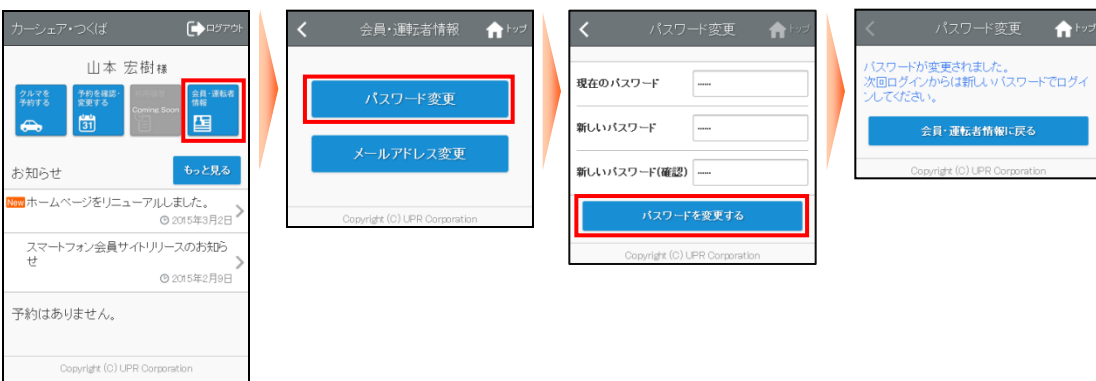 カーシェア・つくば
ログアウト
山本 宏樹様
クルマを
予約する
予約を確認・
変更する
31
Coming Soon
会員・運転者
情報
お知らせ
もっと見る
New ホームページをリニューアルしました。
2015年3月2日
スマートフォン会員サイトリリースのお知ら
せ
2015年2月9日
予約はありません。
Copyright (C) UPR Corporation
会員・運転者情報
トップ
パスワード変更
メールアドレス変更
Copyright (C) UPR Corporation
パスワード変更
トップ
現在のパスワード
新しいパスワード
新しいパスワード(確認)
パスワードを変更する
Copyright (C) UPR Corporation
パスワード変更
トップ
パスワードが変更されました。
次回ログインからは新しいパスワードでログイ
ンしてください。
会員・運転者情報に戻る
Copyright (C) UPR Corporation